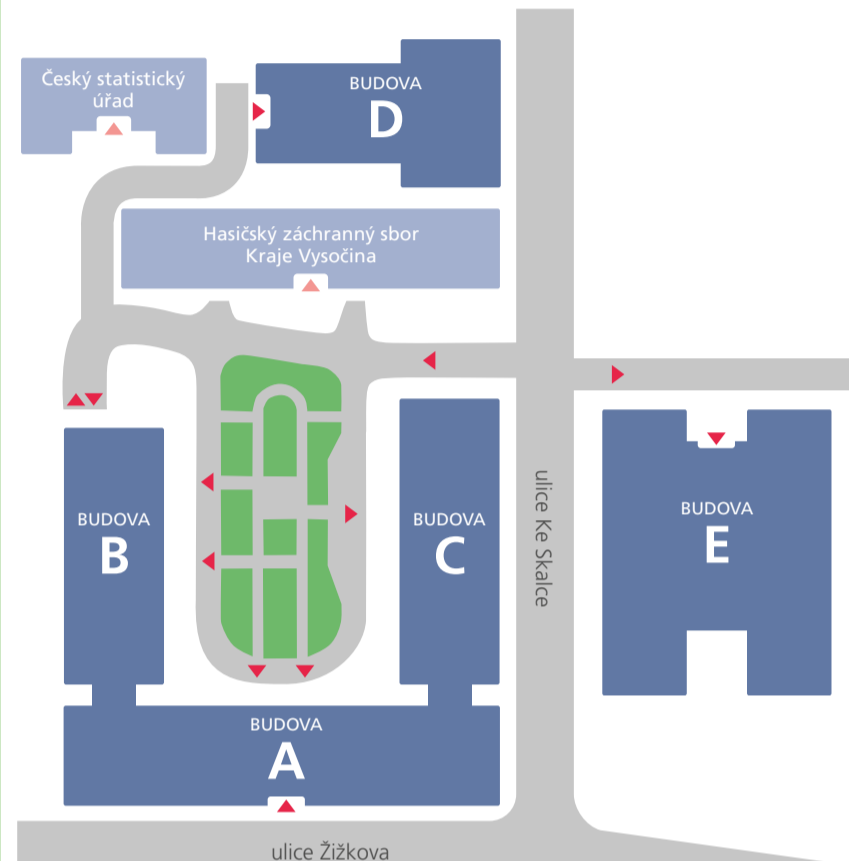 Český statistický
úřad
BUDOVA
D
Hasičský záchranný sbor
Kraje Vysočina
BUDOVA
B
BUDOVA
C
ulice Ke Skalce
BUDOVA
E
BUDOVA
A
ulice Žižkova